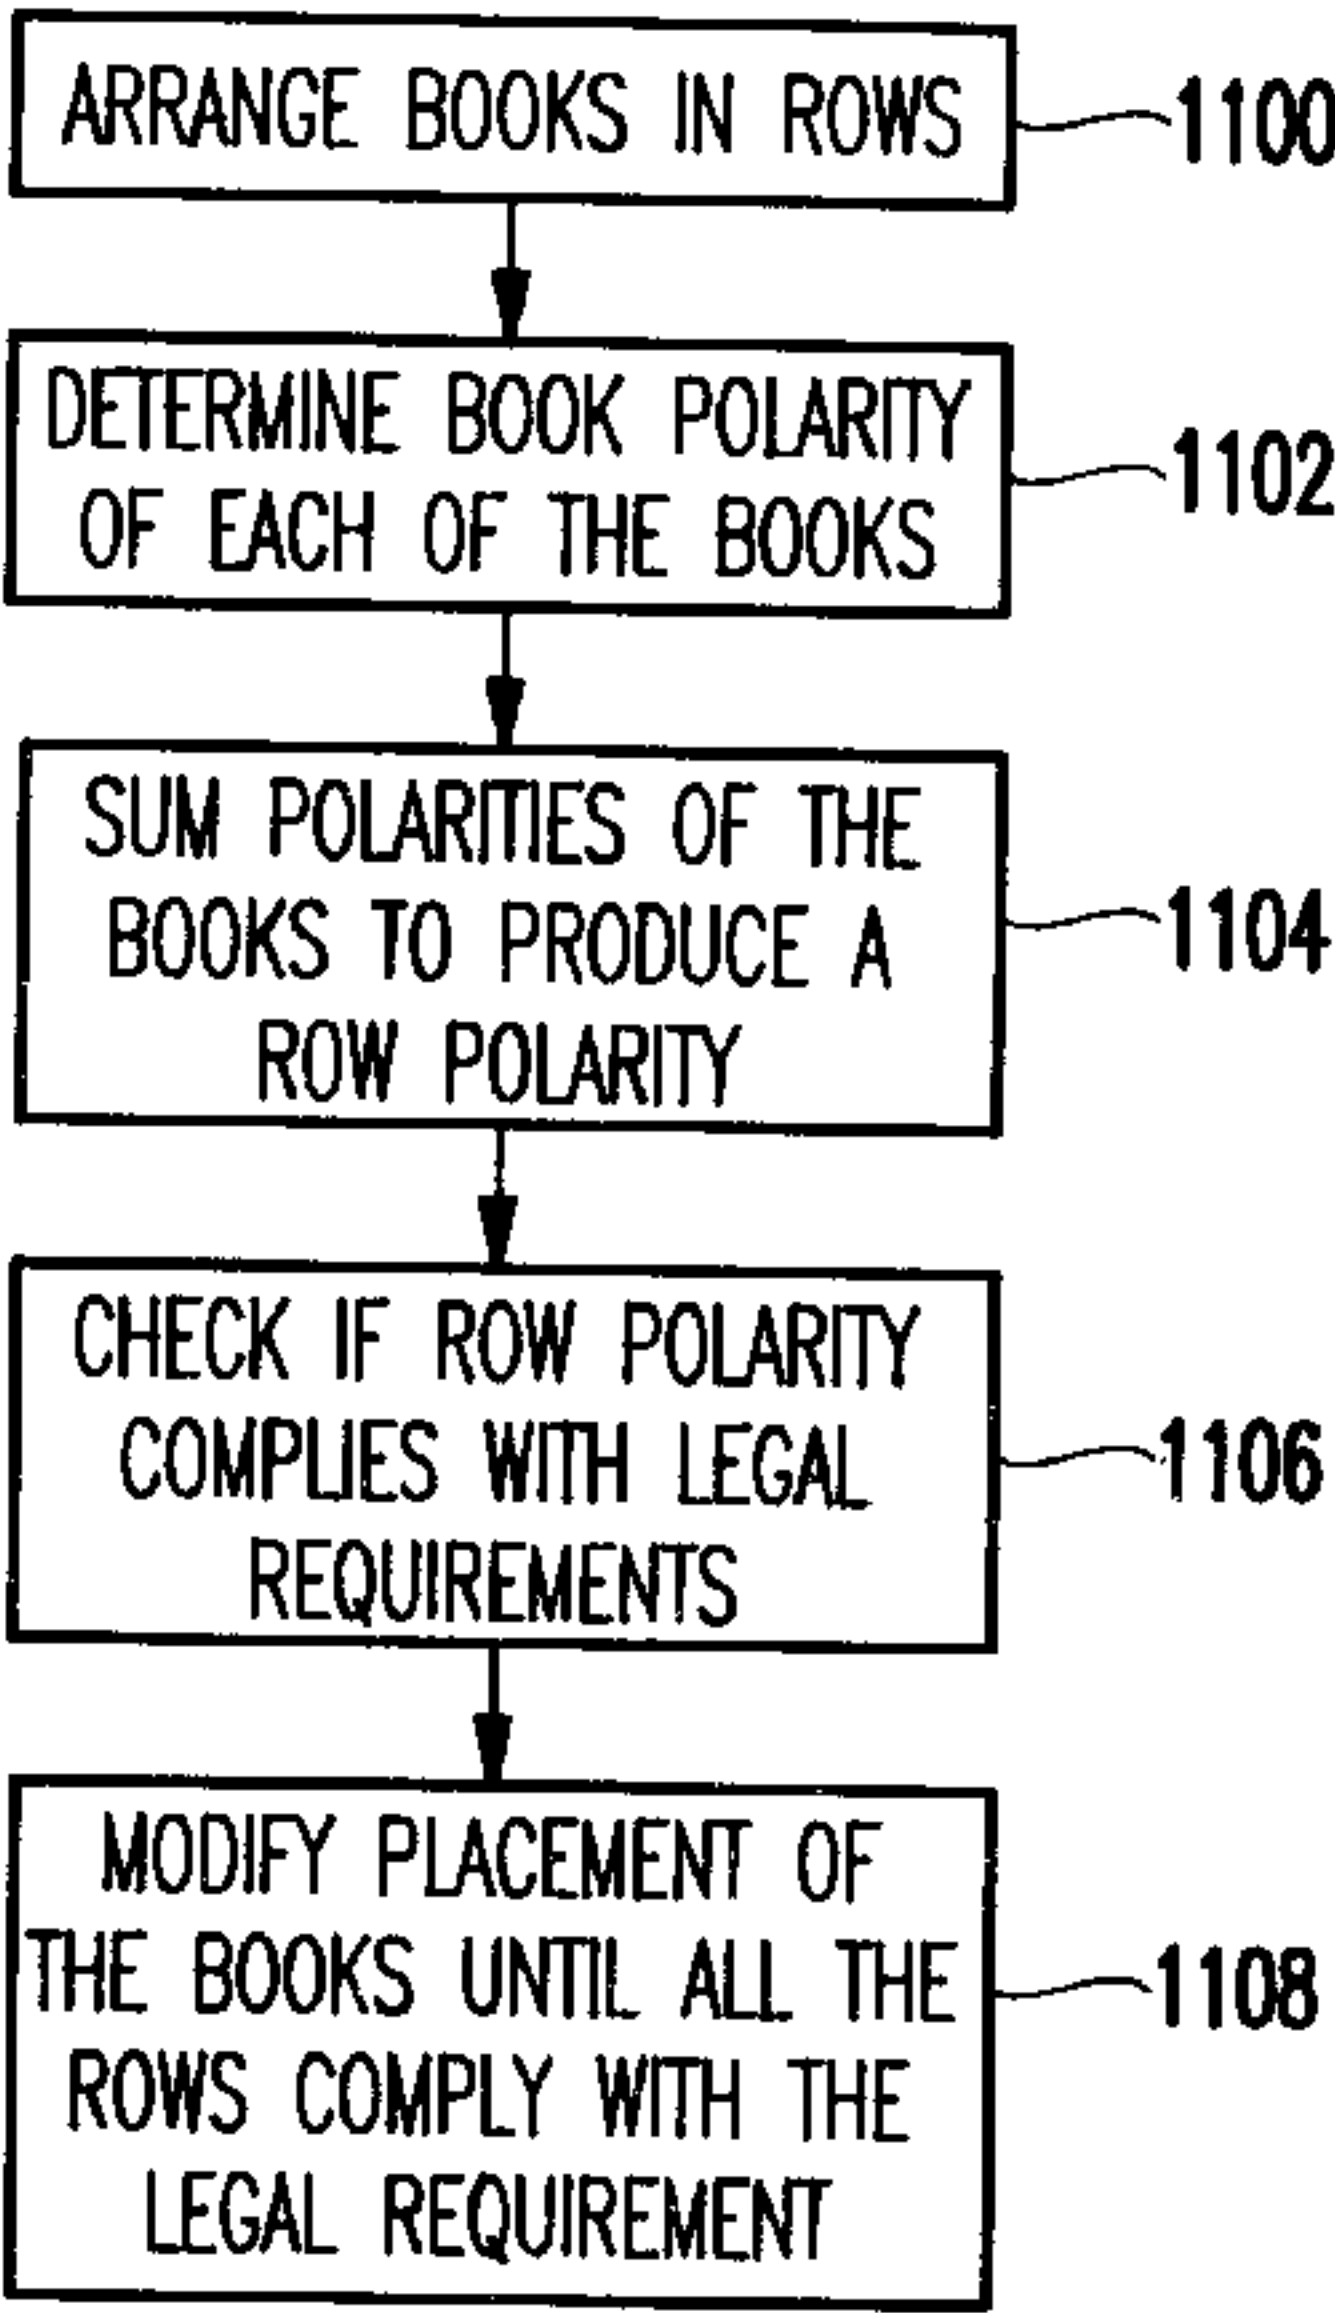 ARRANGE BOOKS IN ROWS
1100
DETERMINE BOOK POLARITY
OF EACH OF THE BOOKS
1102
SUM POLARITIES OF THE
BOOKS TO PRODUCE A
ROW POLARITY
1104
CHECK IF ROW POLARITY
COMPLIES WITH LEGAL
REQUIREMENTS
1106
MODIFY PLACEMENT OF
THE BOOKS UNTIL ALL THE
ROWS COMPLY WITH THE
LEGAL REQUIREMENT
1108